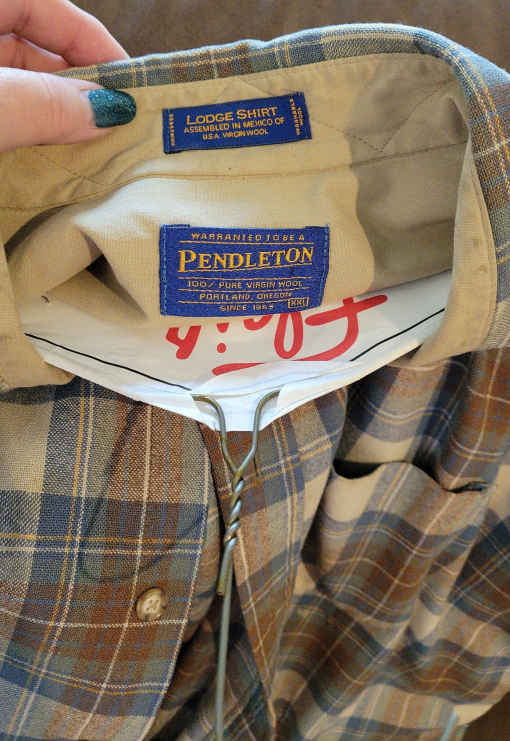 LODGE SHIRT
ASSEMBLED IN MEXICO OF
U.S.A. VIRGIN WOOL
WARRANTED TO BE A
PENDLETON
100% PURE VIRGIN WOOL
PORTLAND, OREGON
SINCE 1863
XXL